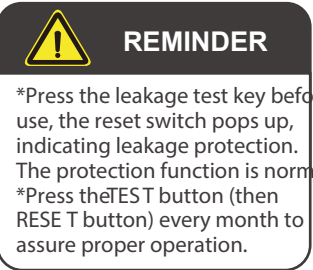 REMINDER
*Press the leakage test key befo
use, the reset switch pops up,
indicating leakage protection.
The protection function is norm
*Press theTES T button (then
RESE T button) every month to
assure proper operation.